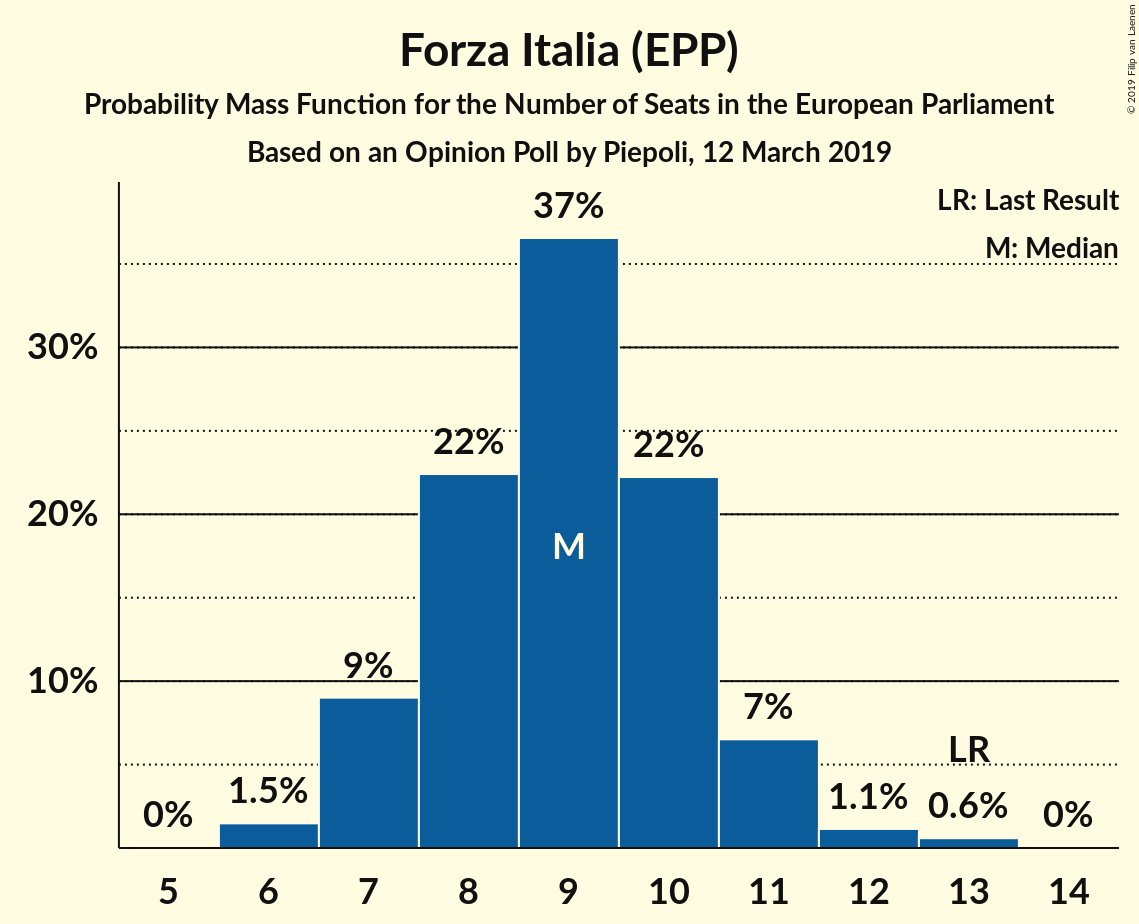 Forza Italia (EPP)
Probability Mass Function for the Number of Seats in the European Parliament
Based on an Opinion Poll by Piepoli, 12 March 2019
© 2019 Filip van Laenen
LR: Last Result
M: Median
37%
30%
22%
22%
20%
M
10%
9%
7%
LR
0%
1.5%
1.1%
0.6%
0%
5 6 7 8 9 10 11 12 13 14